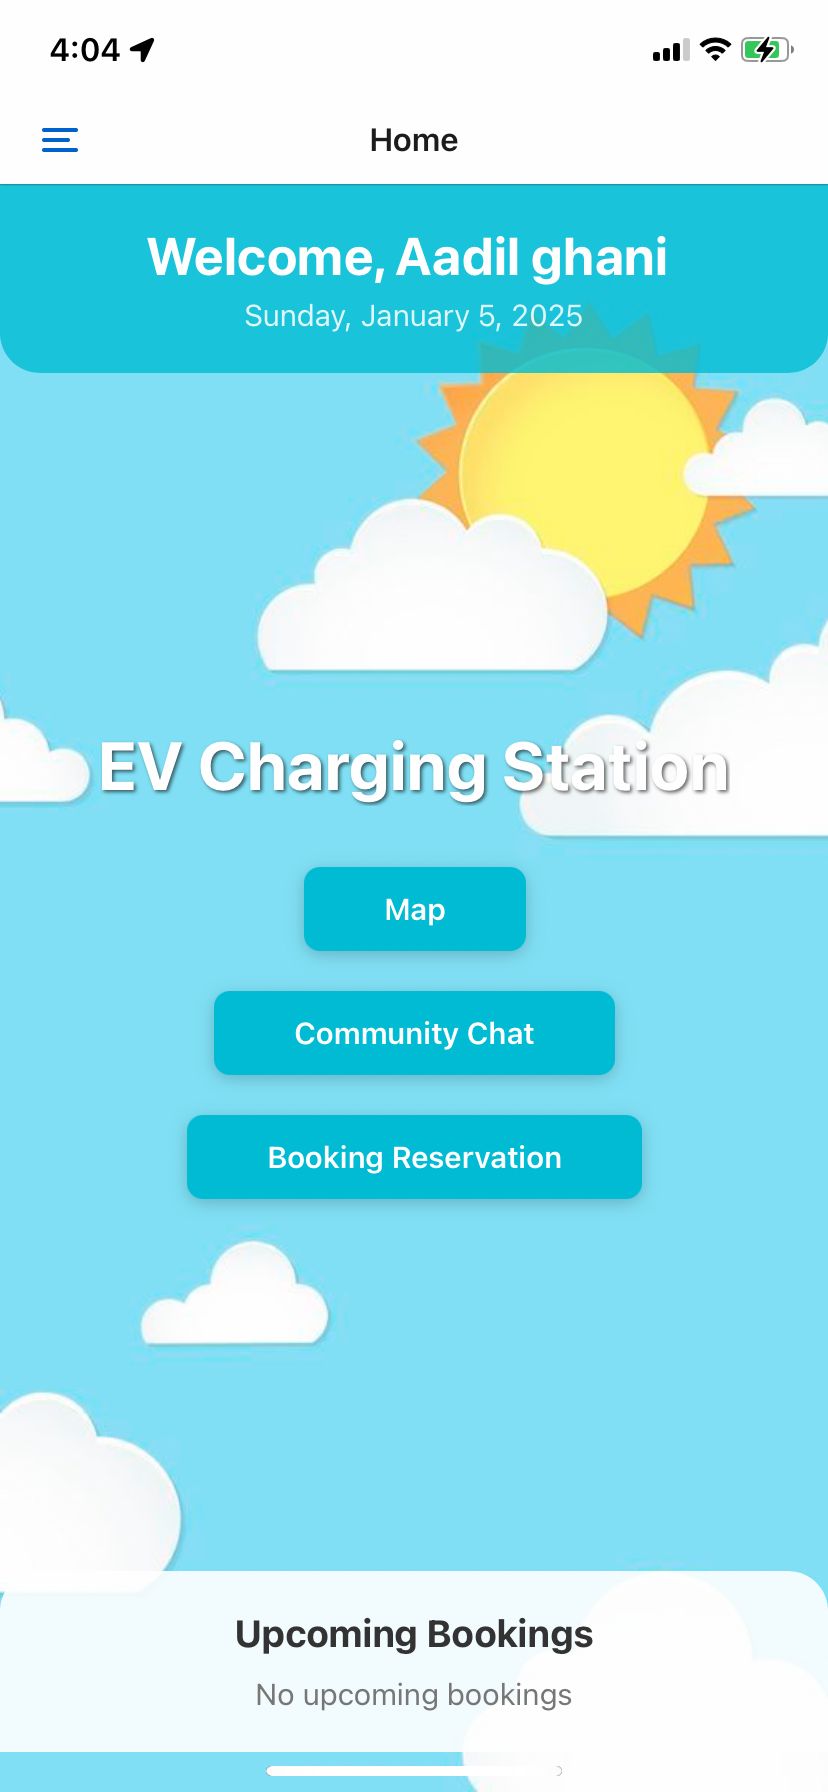 4:04
Home
Welcome, Aadil ghani
Sunday, January 5, 2025
EV Charging Station
Map
Community Chat
Booking Reservation
Upcoming Bookings
No upcoming bookings